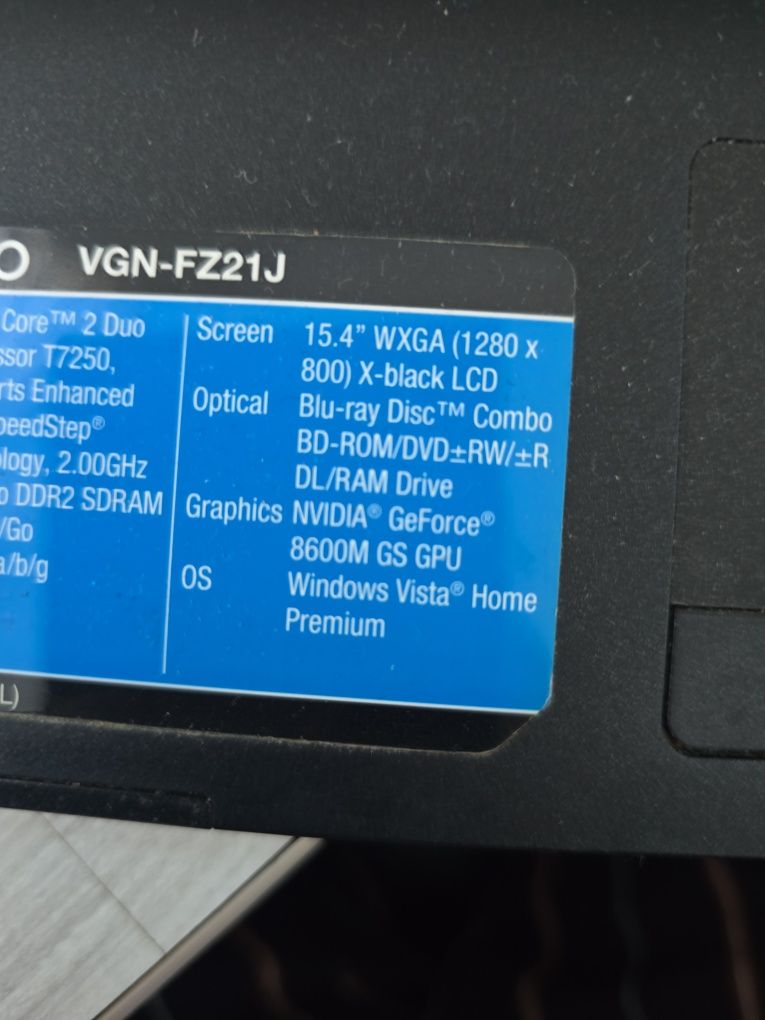 O VGN-FZ21J
Core™ 2 Duo
ssor T7250,
rts Enhanced
peedStep®
ology, 2.00GHz
o DDR2 SDRAM
/Go
a/b/g
Screen 15.4” WXGA (1280 x
800) X-black LCD
Optical Blu-ray Disc™ Combo
BD-ROM/DVD±RW/±R
DL/RAM Drive
Graphics NVIDIA® GeForce®
8600M GS GPU
OS Windows Vista® Home
Premium
L)